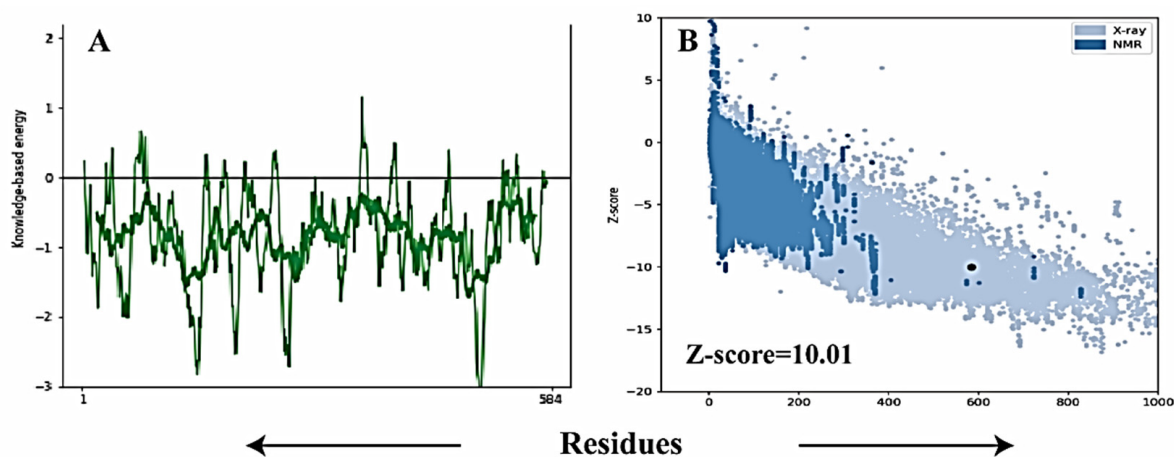 A
Knowledge-based energy
2
1
0
−1
−2
−3
1
584
B
X-ray
NMR
Z-score
10
5
0
−5
−10
−15
−20
Z-score=10.01
0
200
400
600
800
1000
Residues